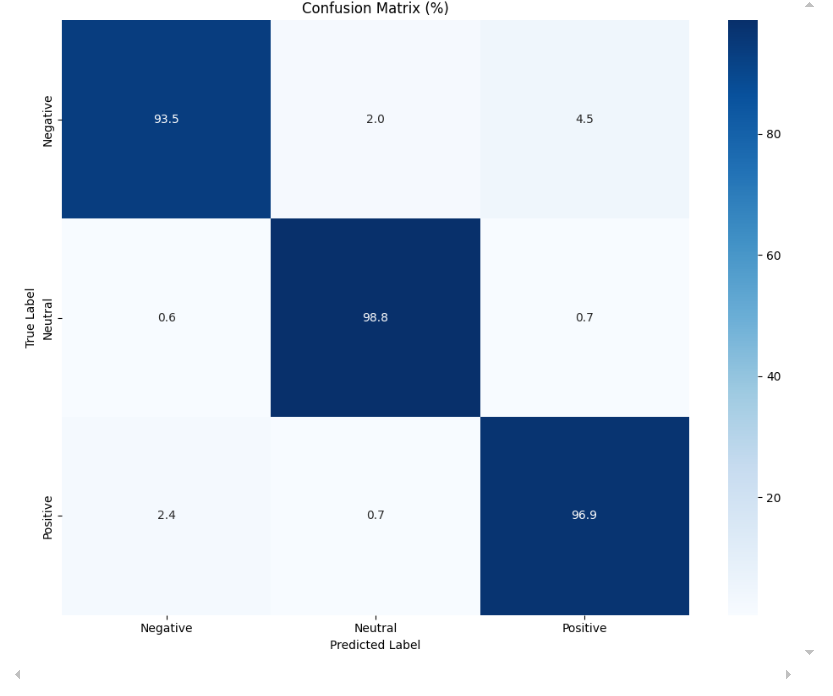 Confusion Matrix (%)
Negative 93.5 2.0 4.5 80
60
True Label
Neutral 0.6 98.8 0.7
40
Positive 2.4 0.7 96.9 20
Negative Neutral Positive
Predicted Label